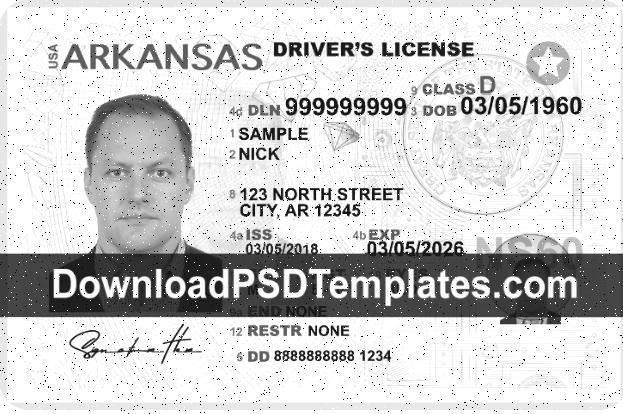 USA ARKANSAS DRIVER'S LICENSE
9 CLASS D
4d DLN 999999999 3 DOB 03/05/1960
1 SAMPLE
2 NICK
8 123 NORTH STREET
CITY, AR 12345
4a ISS 4b EXP
03/05/2018 03/05/2026
NS60
DownloadPSDTemplates.com
9a END NONE
12 RESTR NONE
5 DD 8888888888 1234